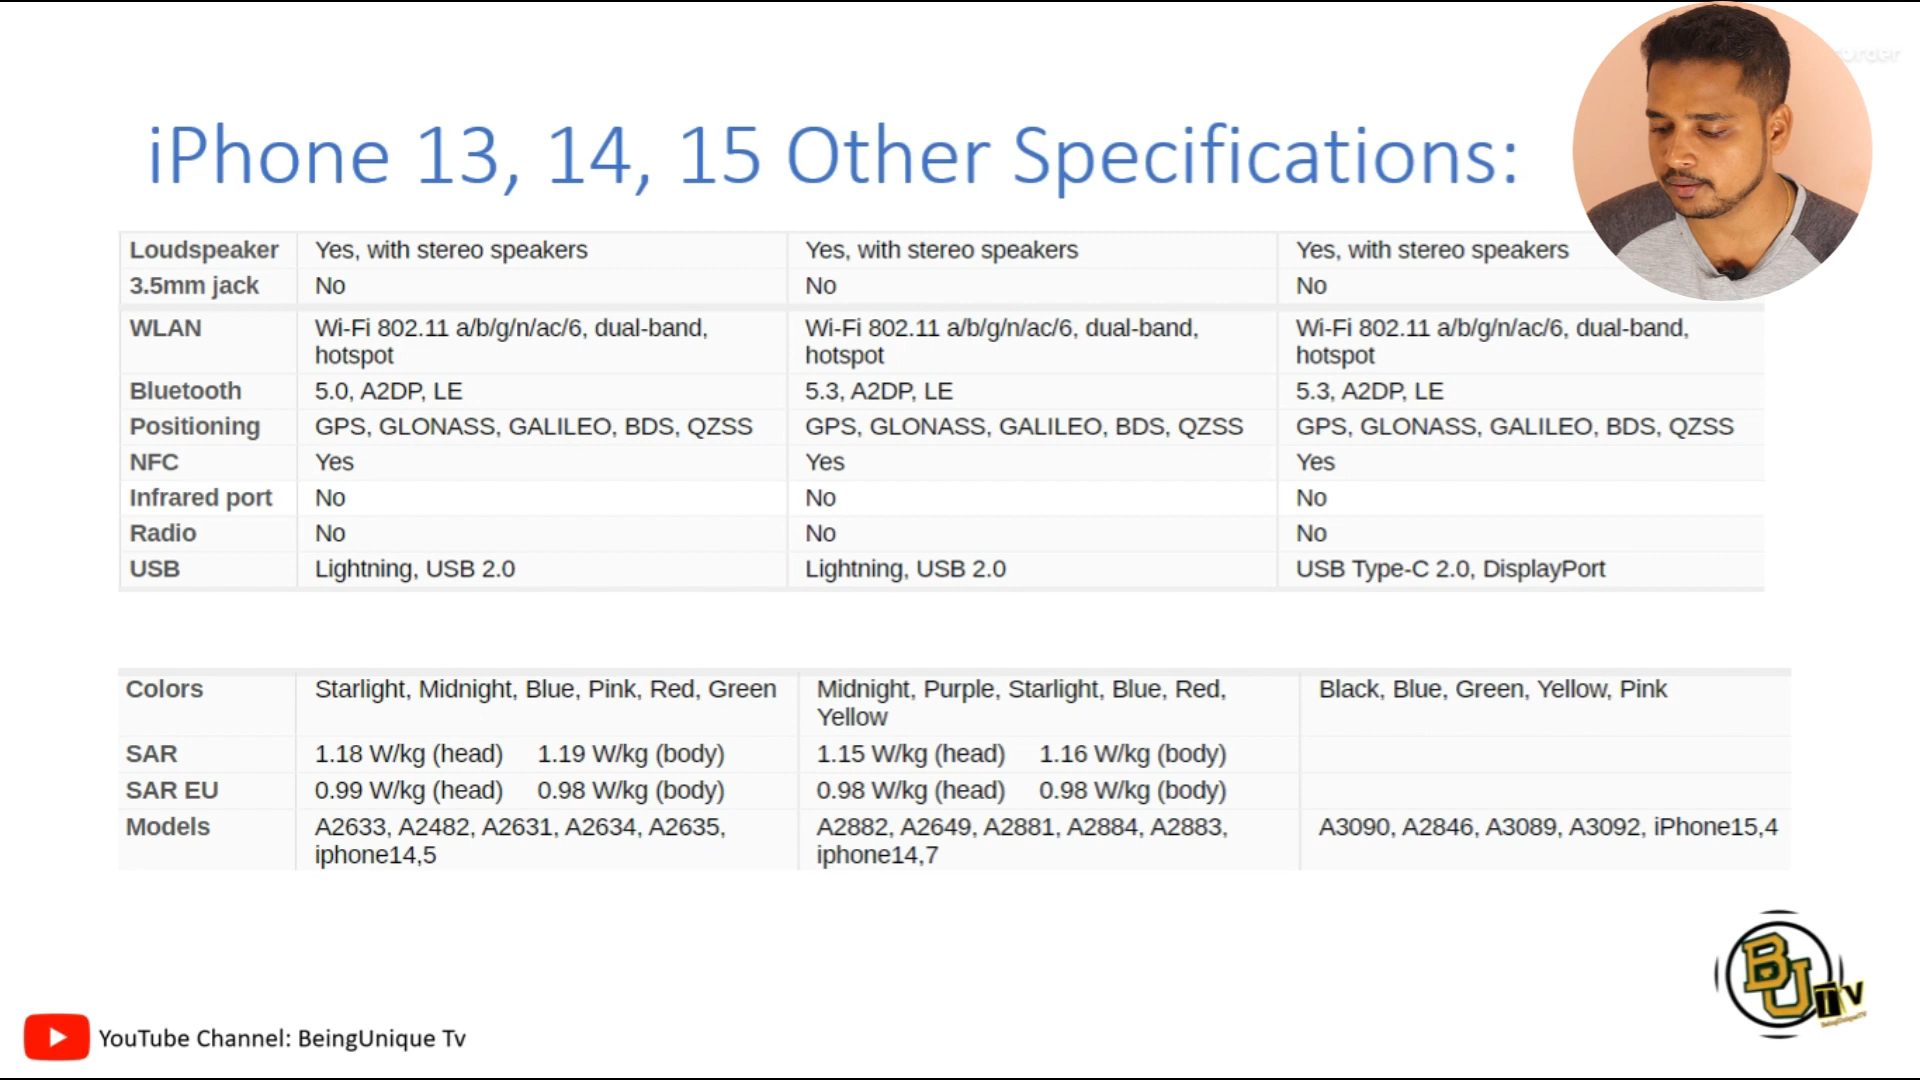 iPhone 13, 14, 15 Other Specifications:
Loudspeaker Yes, with stereo speakers Yes, with stereo speakers Yes, with stereo speakers
3.5mm jack No No No
WLAN Wi-Fi 802.11 a/b/g/n/ac/6, dual-band, Wi-Fi 802.11 a/b/g/n/ac/6, dual-band, Wi-Fi 802.11 a/b/g/n/ac/6, dual-band,
hotspot hotspot hotspot
Bluetooth 5.0, A2DP, LE 5.3, A2DP, LE 5.3, A2DP, LE
Positioning GPS, GLONASS, GALILEO, BDS, QZSS GPS, GLONASS, GALILEO, BDS, QZSS GPS, GLONASS, GALILEO, BDS, QZSS
NFC Yes Yes Yes
Infrared port No No No
Radio No No No
USB Lightning, USB 2.0 Lightning, USB 2.0 USB Type-C 2.0, DisplayPort
Colors Starlight, Midnight, Blue, Pink, Red, Green Midnight, Purple, Starlight, Blue, Red, Black, Blue, Green, Yellow, Pink
Yellow
SAR 1.18 W/kg (head) 1.19 W/kg (body) 1.15 W/kg (head) 1.16 W/kg (body)
SAR EU 0.99 W/kg (head) 0.98 W/kg (body) 0.98 W/kg (head) 0.98 W/kg (body)
Models A2633, A2482, A2631, A2634, A2635, A2882, A2649, A2881, A2884, A2883, A3090, A2846, A3089, A3092, iPhone15,4
iphone14,5 iphone14,7
BU TV
YouTube Channel: BeingUnique Tv